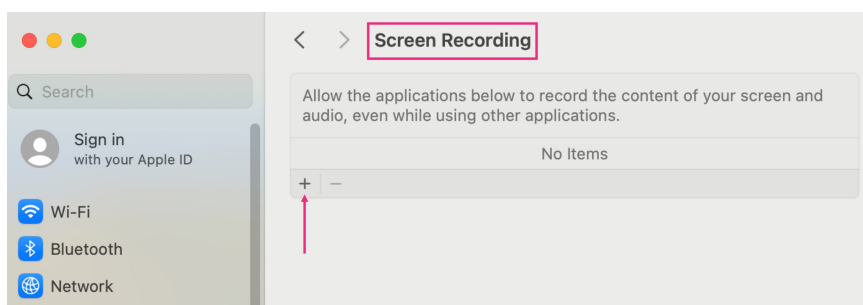 Screen Recording
Search
Allow the applications below to record the content of your screen and
audio, even while using other applications.
Sign in
with your Apple ID
No Items
+ −
Wi-Fi
Bluetooth
Network